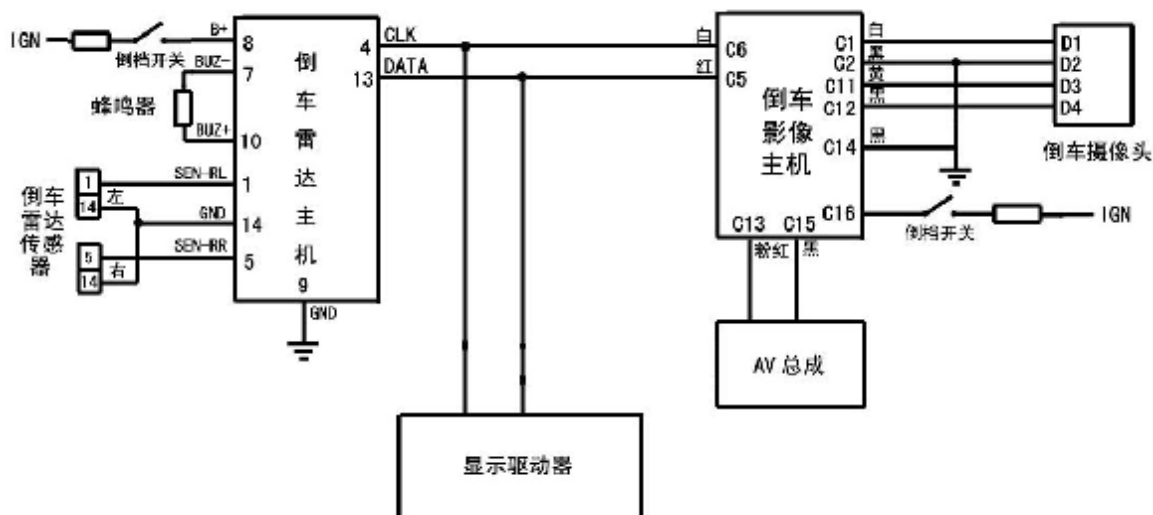 IGN
倒档开关
B+
8
BUZ-
7
蜂鸣器
BUZ+
10
倒车雷达传感器
1
14
左
SEN-RL
1
GND
14
5
14
右
SEN-RR
5
倒车雷达主机
9
GND
4
CLK
13
DATA
白
C6
红
C5
倒车
影像
主机
C1
白
C2
黑
C11
黄
C12
黑
C14
黑
C16
D1
D2
D3
D4
倒车摄像头
倒档开关
IGN
C13
C15
粉红
黑
AV 总成
显示驱动器